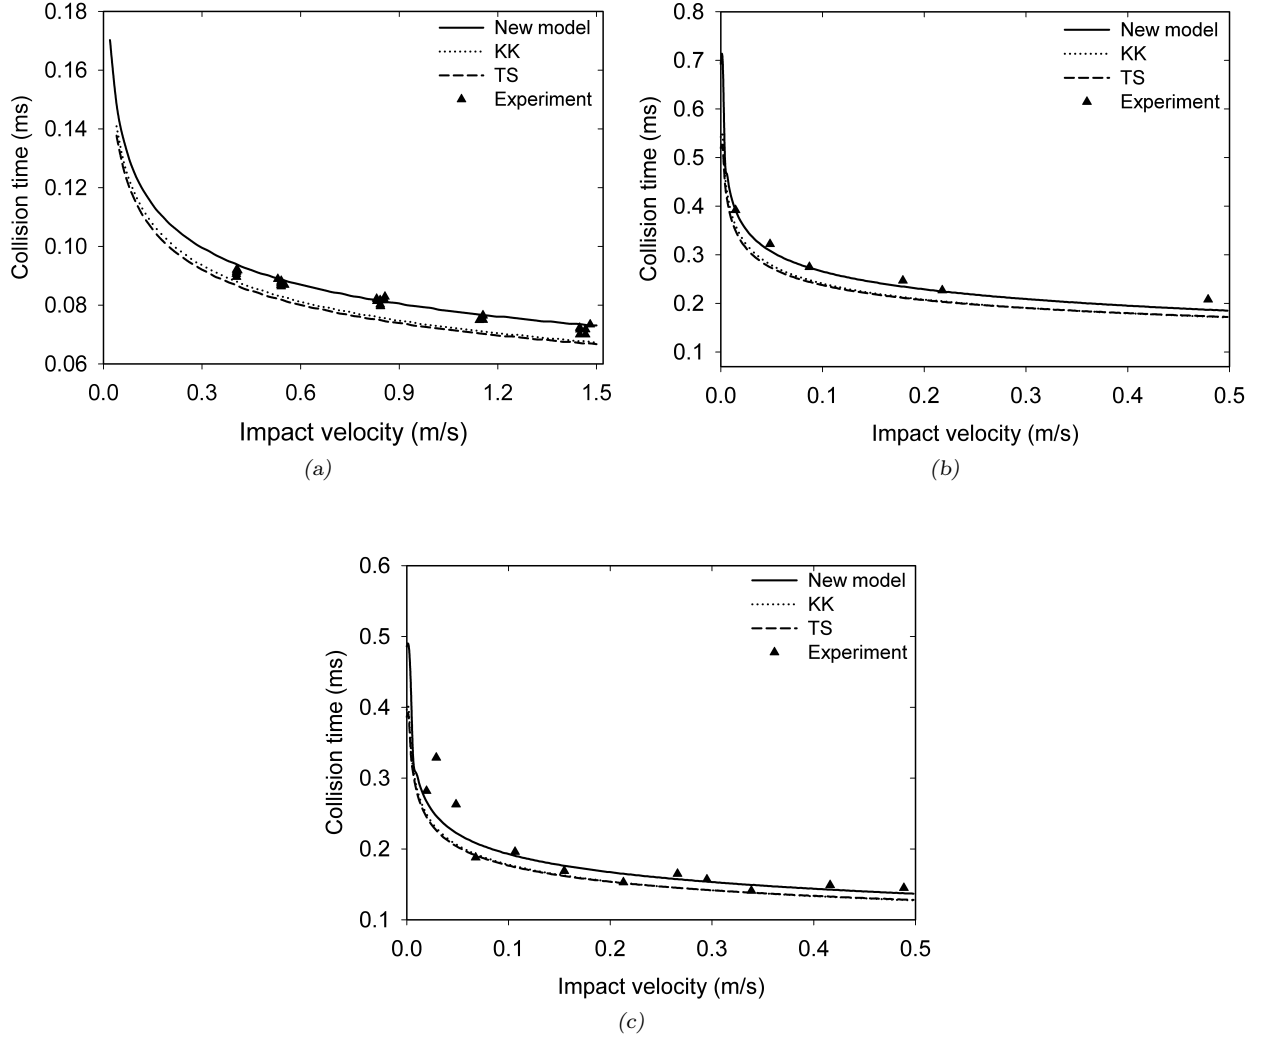 0.18
0.16
0.14
0.12
0.10
0.08
0.06
Collision time (ms)
New model
KK
TS
Experiment
0.0 0.3 0.6 0.9 1.2 1.5
Impact velocity (m/s)
(a)
0.8
0.7
0.6
0.5
0.4
0.3
0.2
0.1
Collision time (ms)
New model
KK
TS
Experiment
0.0 0.1 0.2 0.3 0.4 0.5
Impact velocity (m/s)
(b)
0.6
0.5
0.4
0.3
0.2
0.1
Collision time (ms)
New model
KK
TS
Experiment
0.0 0.1 0.2 0.3 0.4 0.5
Impact velocity (m/s)
(c)